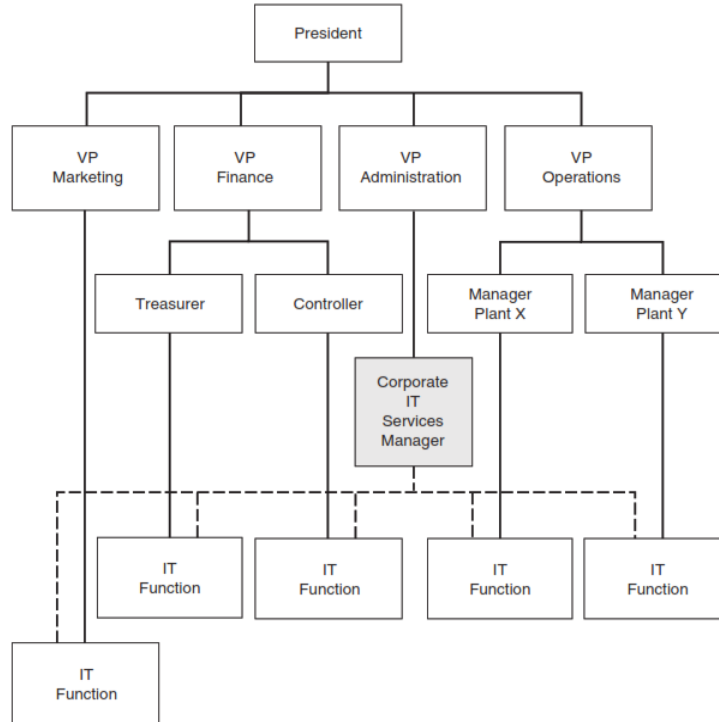 President
VP
Marketing
VP
Finance
VP
Administration
VP
Operations
Treasurer
Controller
Manager
Plant X
Manager
Plant Y
Corporate
IT
Services
Manager
IT
Function
IT
Function
IT
Function
IT
Function
IT
Function